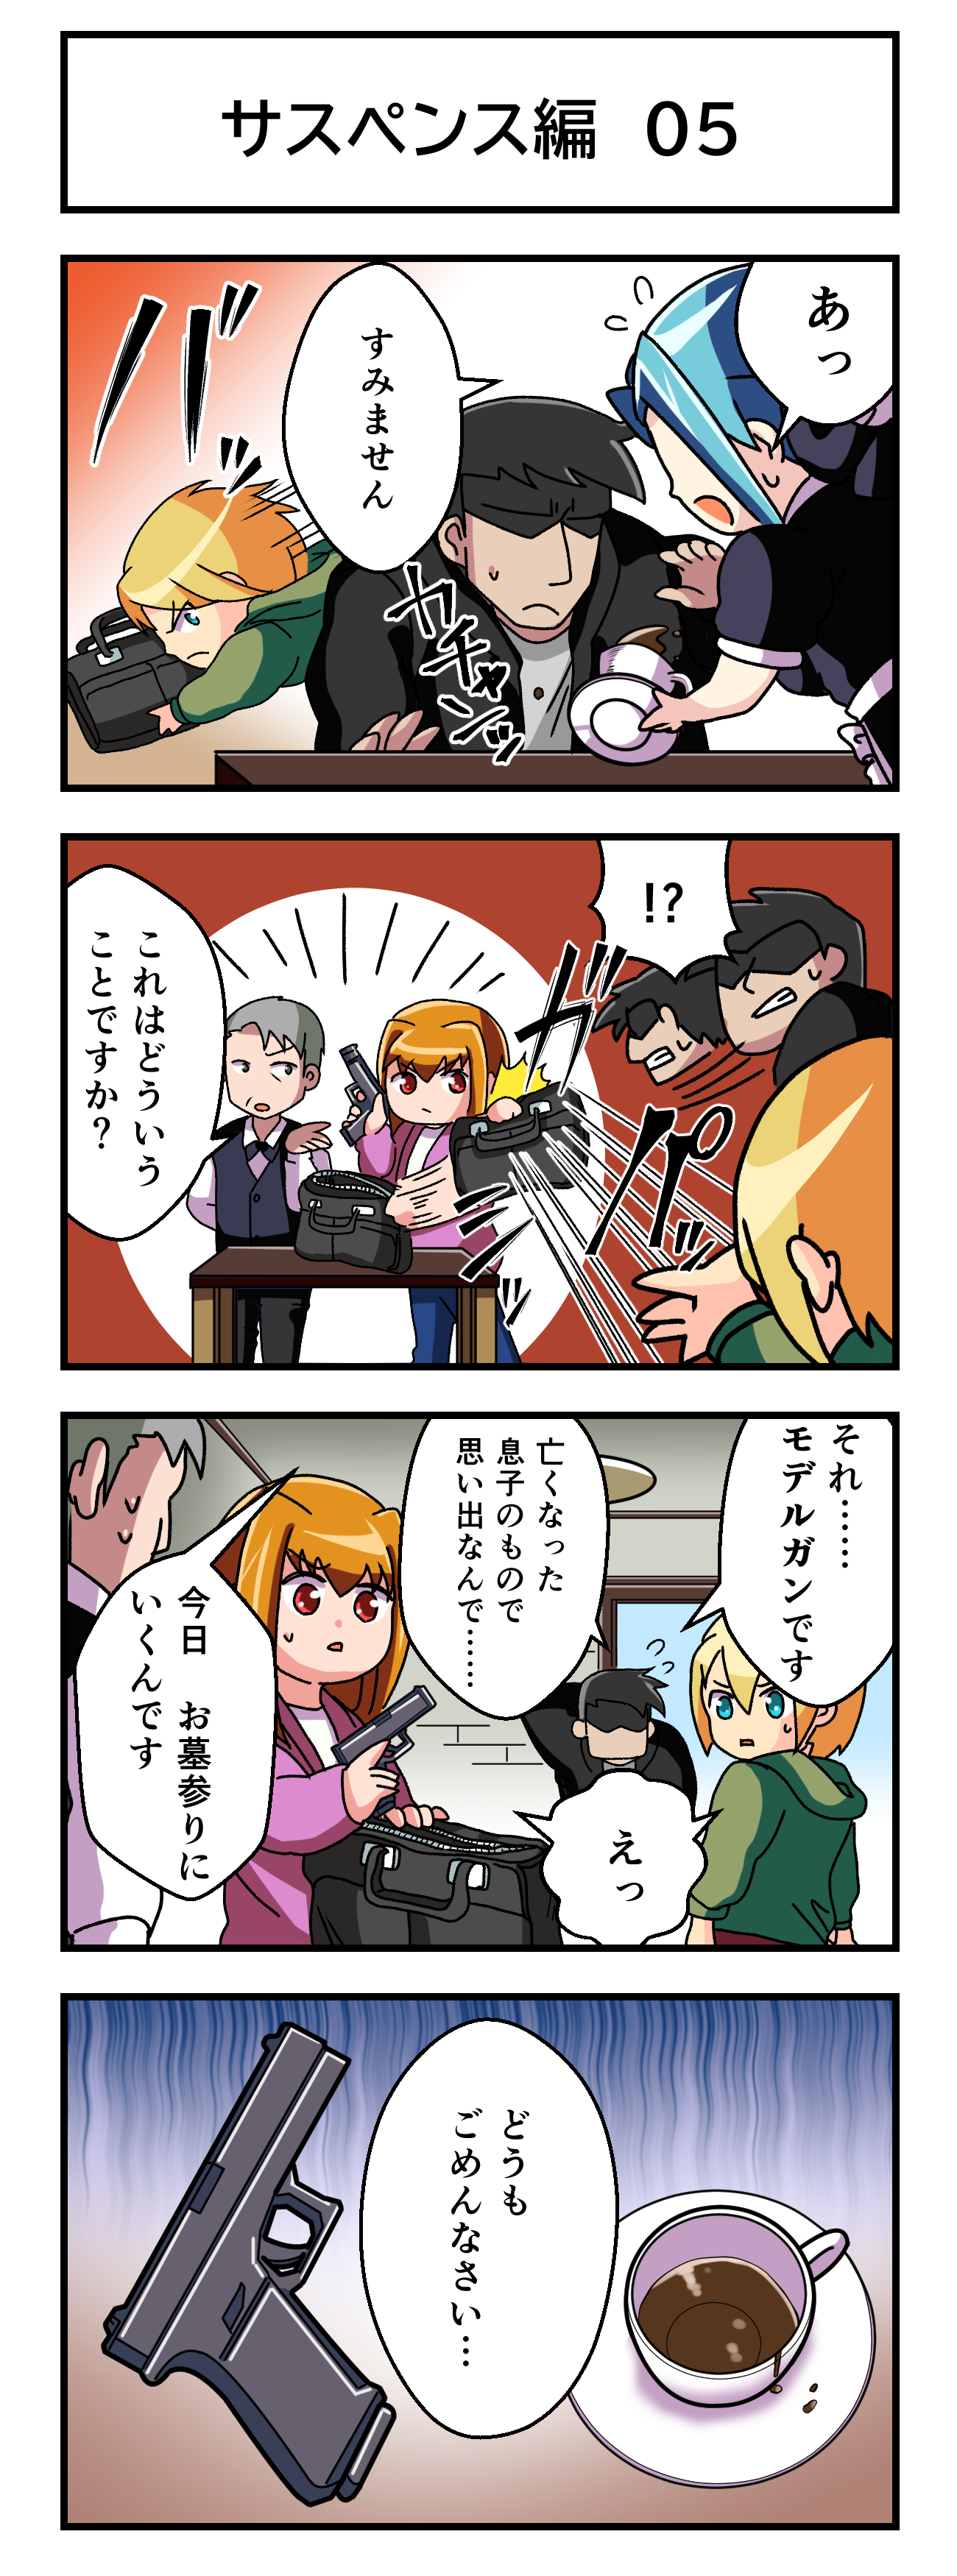 サスペンス編 05
あっ
すみません
ガチャンッ
!?
ガッ
パッ
これはどういう
ことですか？
それ……
モデルガンです
亡くなった
息子のもので
思い出なんで……
えっ
今日 お墓参りに
いくんです
どうも
ごめんなさい…